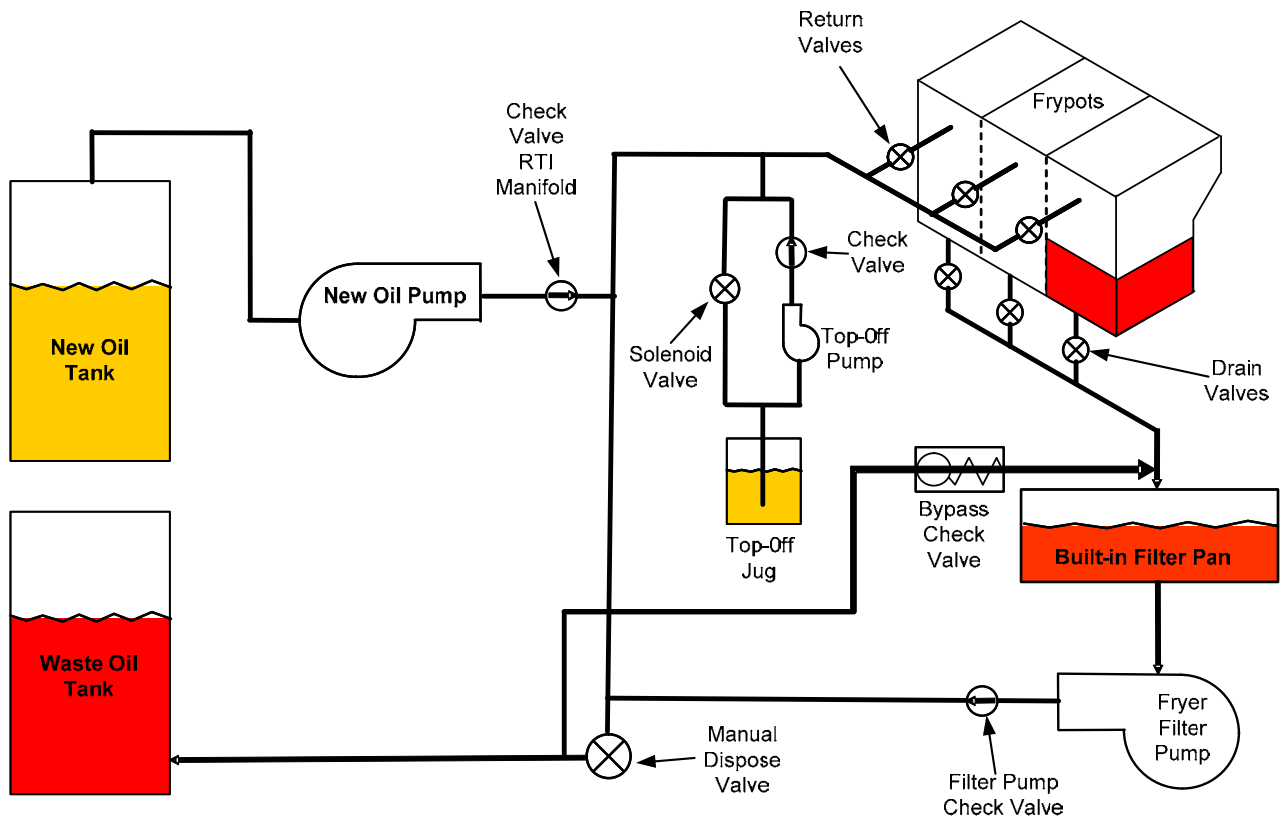 Return
Valves
Frypots
Check
Valve
RTI
Manifold
New Oil Pump
Check
Valve
New Oil
Tank
Solenoid
Valve
Top-Off
Pump
Drain
Valves
Top-Off
Jug
Bypass
Check
Valve
Built-in Filter Pan
Waste Oil
Tank
Manual
Dispose
Valve
Filter Pump
Check Valve
Fryer
Filter
Pump